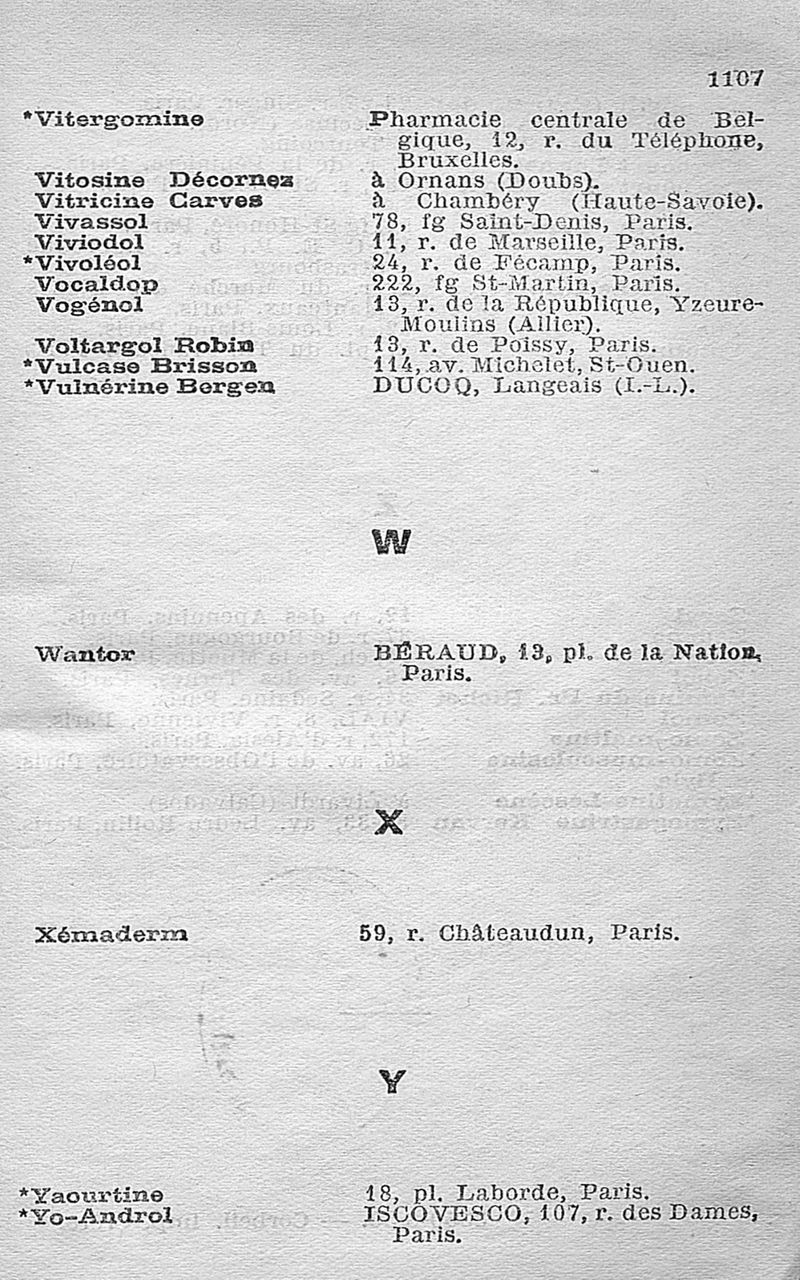 1107
*Vitergomine Pharmacie centrale de Bel-
gique, 12, r. du Téléphone,
Bruxelles.
Vitosine Décornez à Ornans (Doubs).
Vitricine Carves à Chambéry (Haute-Savoie).
Vivassol 78, fg Saint-Denis, Paris.
Viviodol 11, r. de Marseille, Paris.
*Vivoléol 24, r. de Fécamp, Paris.
Vocaldop 222, fg St-Martin, Paris.
Vogénol 13, r. de la République, Yzeure-
Moulins (Allier).
Voltargol Robin 13, r. de Poissy, Paris.
*Vulcase Brisson 114, av. Michelet, St-Ouen.
*Vulnérine Bergen DUCOQ, Langeais (I.-L.).
W
Wantor BÉRAUD, 13, pl. de la Nation,
Paris.
X
Xémaderm 59, r. Châteaudun, Paris.
Y
*Yaourtine 18, pl. Laborde, Paris.
*Yo-Androl ISCOVESCO, 107, r. des Dames,
Paris.